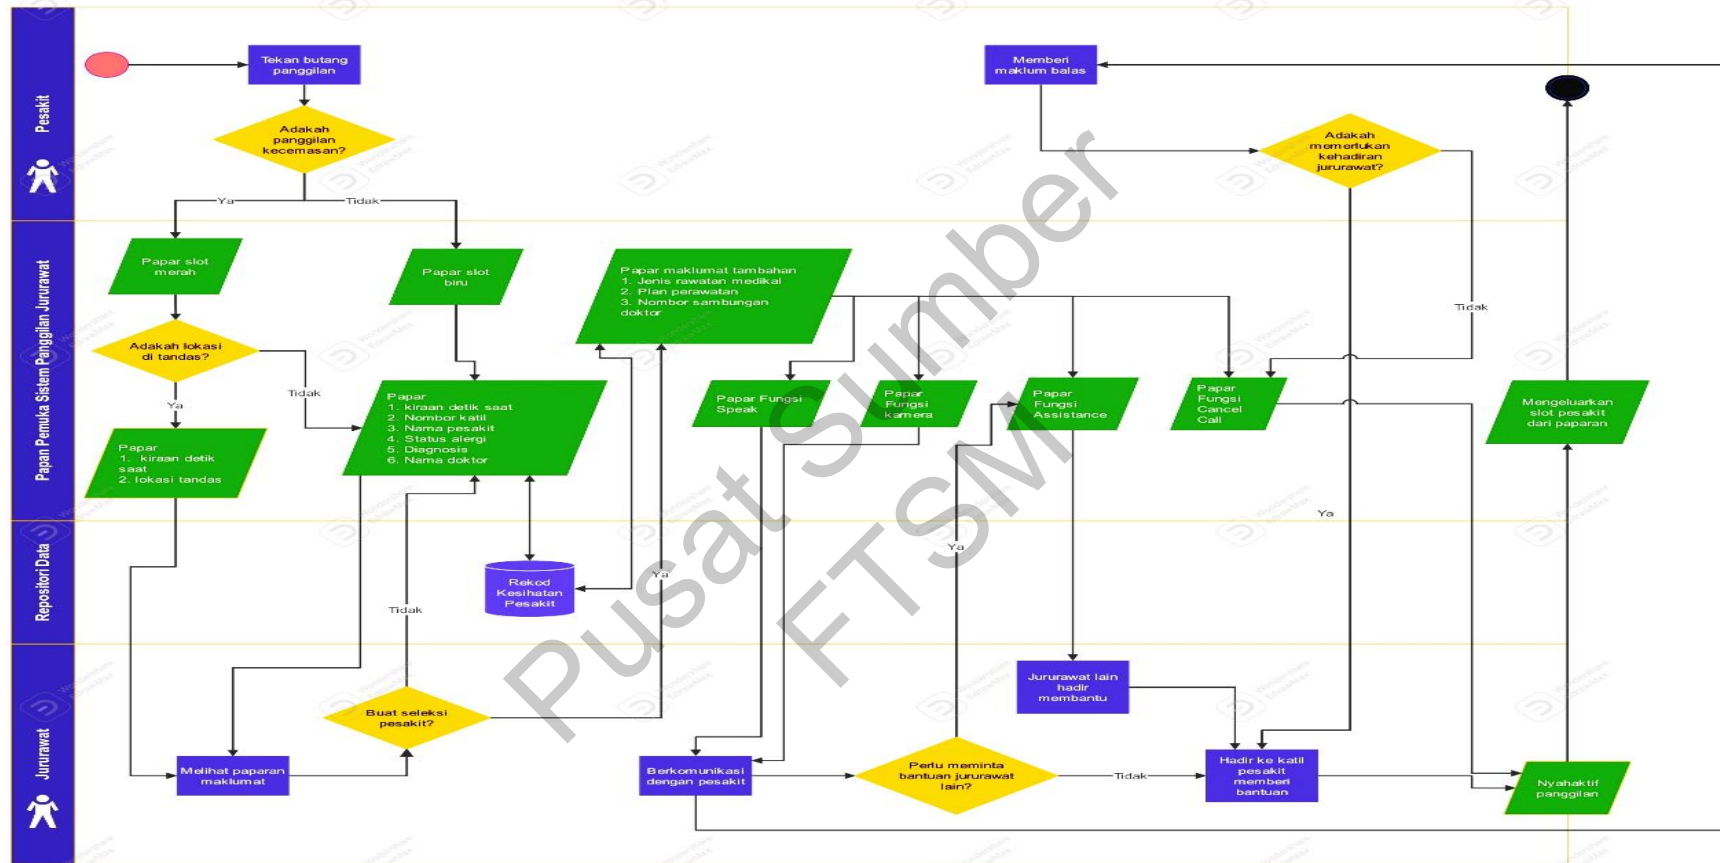 Pesakit
Tekan butang
panggilan
Adakah
panggilan
kecemasan?
Ya
Tidak
Memberi
maklum balas
Adakah
memerlukan
kehadiran
jururawat?
Papan Pemuka Sistem Panggilan Jururawat
Papar slot
merah
Papar slot
biru
Adakah lokasi
di tandas?
Tidak
Ya
Papar
1. kiraan detik
saat
2. lokasi tandas
Papar
1. kiraan detik saat
2. Nombor katil
3. Nama pesakit
4. Status alergi
5. Diagnosis
6. Nama doktor
Papar maklumat tambahan
1. Jenis rawatan medikal
2. Plan perawatan
3. Nombor sambungan
doktor
Papar Fungsi
Speak
Papar
Fungsi
kamera
Papar
Fungsi
Assistance
Papar
Fungsi
Cancel
Call
Tidak
Mengeluarkan
slot pesakit
dari paparan
Repositori Data
Rekod
Kesihatan
Pesakit
Tidak
Ya
Ya
Ya
Jururawat
Melihat paparan
maklumat
Buat seleksi
pesakit?
Berkomunikasi
dengan pesakit
Perlu meminta
bantuan jururawat
lain?
Tidak
Jururawat lain
hadir
membantu
Hadir ke katil
pesakit
memberi
bantuan
Nyahaktif
panggilan
Pusat Sumber
FTSM
Wondershare
EdrawMax